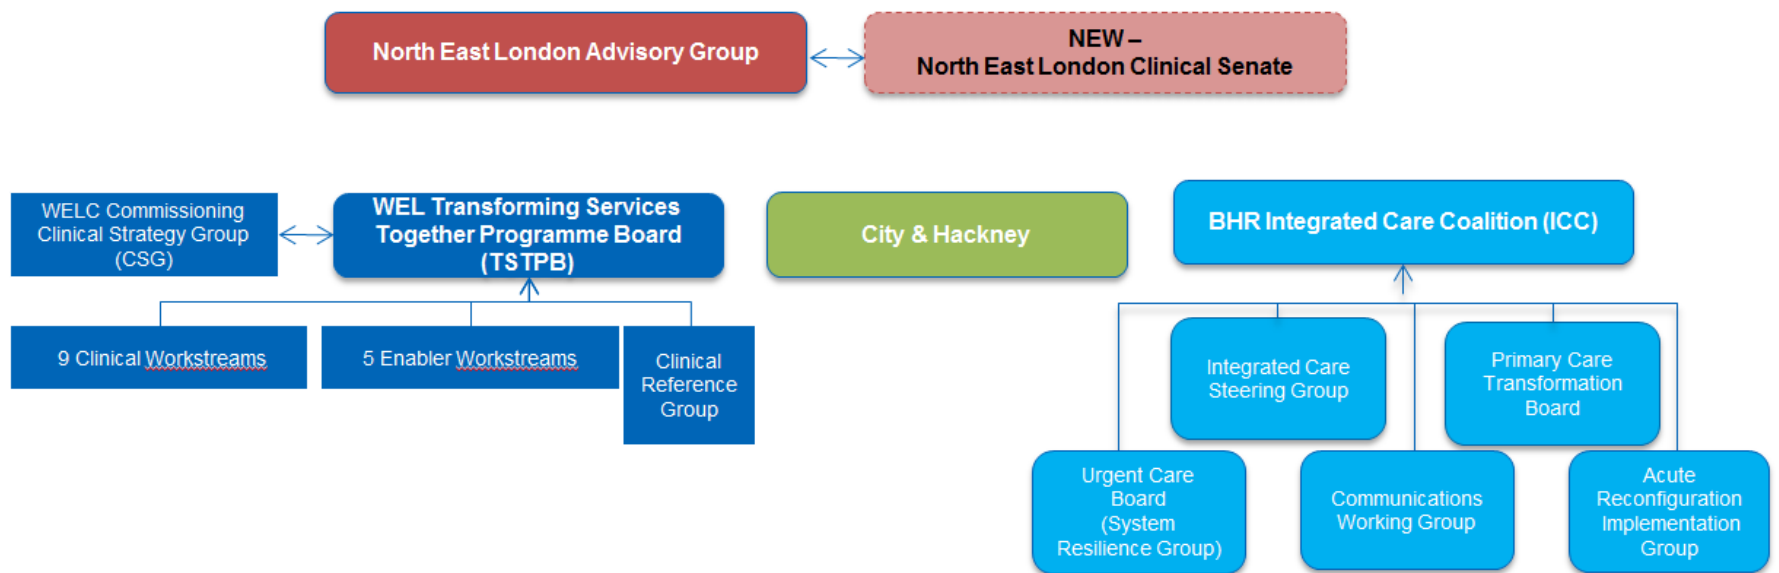 North East London Advisory Group
NEW –
North East London Clinical Senate
WELC Commissioning
Clinical Strategy Group
(CSG)
WEL Transforming Services
Together Programme Board
(TSTPB)
City & Hackney
BHR Integrated Care Coalition (ICC)
9 Clinical Workstreams
5 Enabler Workstreams
Clinical
Reference
Group
Integrated Care
Steering Group
Primary Care
Transformation
Board
Urgent Care
Board
(System
Resilience Group)
Communications
Working Group
Acute
Reconfiguration
Implementation
Group